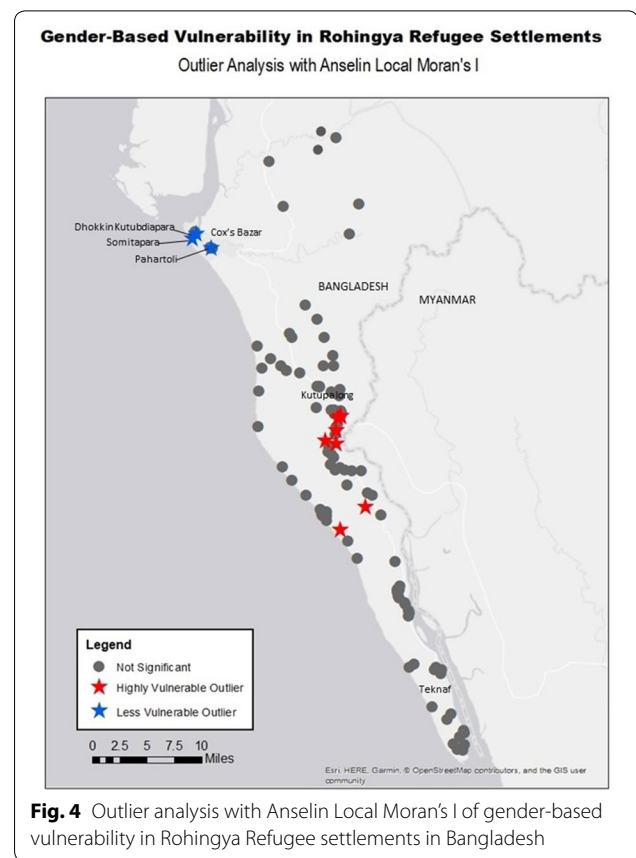 Gender-Based Vulnerability in Rohingya Refugee Settlements
Outlier Analysis with Anselin Local Moran's I
DhokkinKutubdiapara
Cox's Bazar
Somitapara
Pahartoli
BANGLADESH
MYANMAR
Kutupalong
Teknaf
Legend
Not Significant
Highly Vulnerable Outlier
Less Vulnerable Outlier
0 2.5 5 7.5 10
Miles
Esri, HERE, Garmin, © OpenStreetMap contributors, and the GIS user
community
Fig. 4 Outlier analysis with Anselin Local Moran's I of gender-based
vulnerability in Rohingya Refugee settlements in Bangladesh